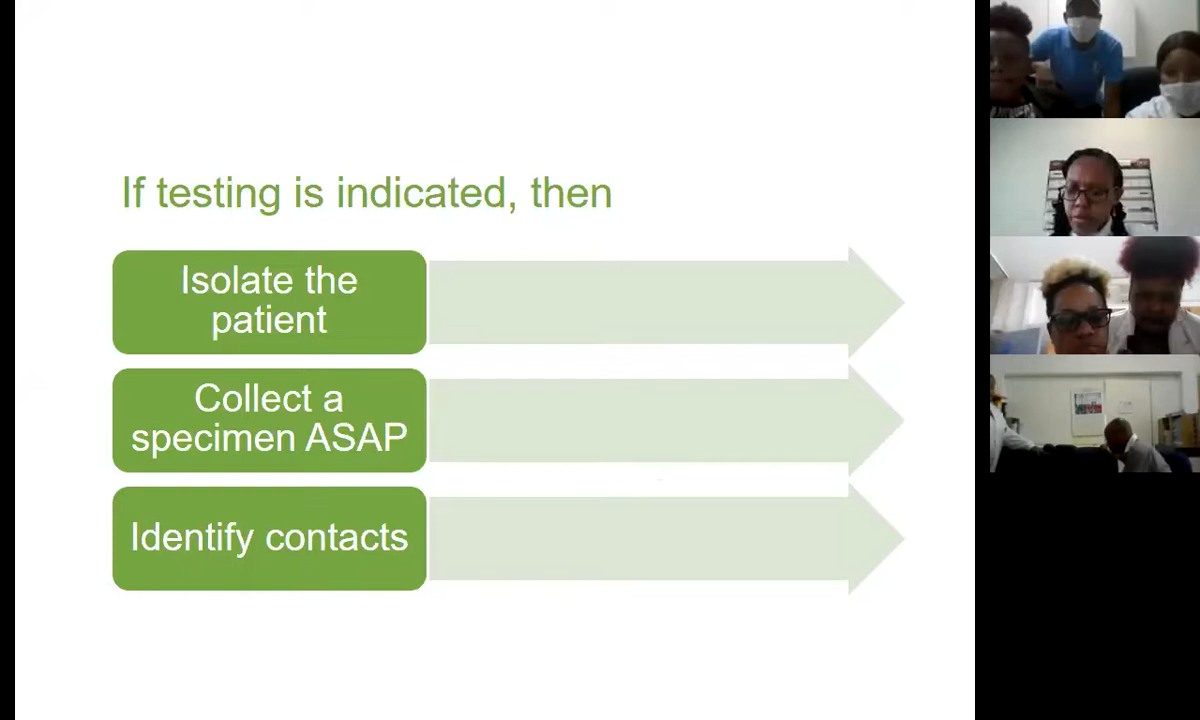 If testing is indicated, then
Isolate the
patient
Collect a
specimen ASAP
Identify contacts